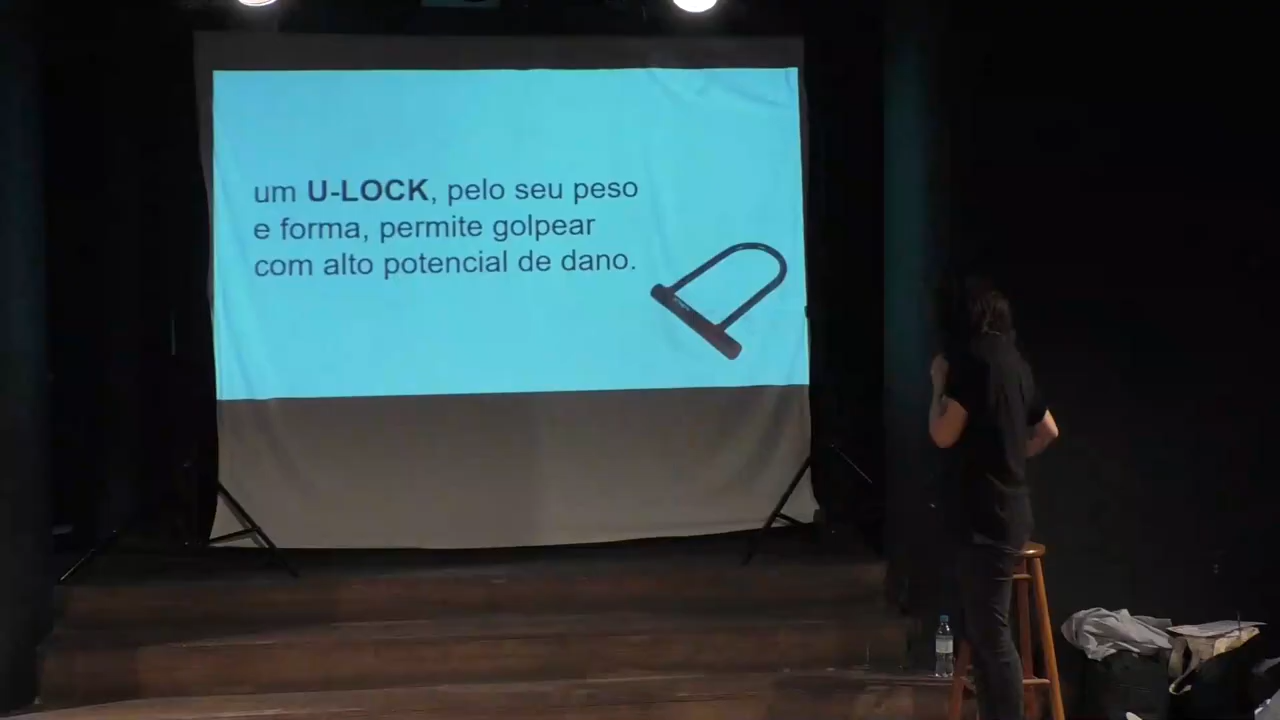 um U-LOCK, pelo seu peso
e forma, permite golpear
com alto potencial de dano.